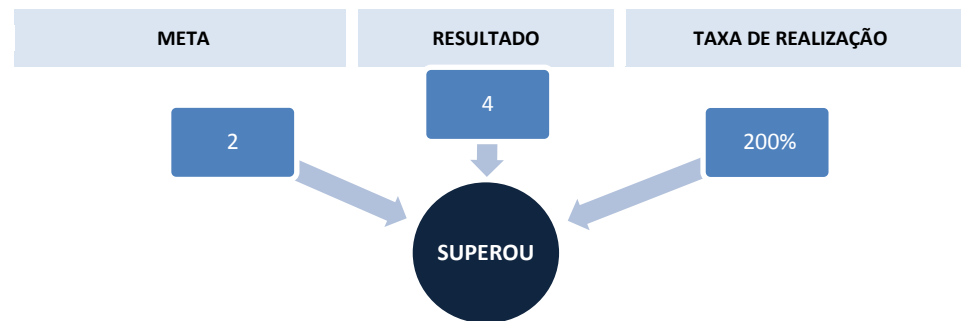 META
RESULTADO
TAXA DE REALIZAÇÃO
2
4
200%
SUPEROU